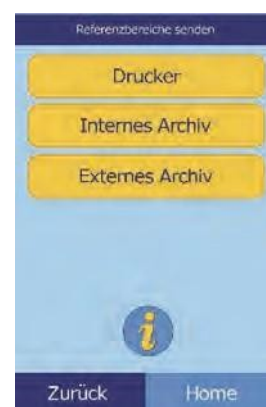 Referenzbereiche senden
Drucker
Internes Archiv
Externes Archiv
i
Zurück Home